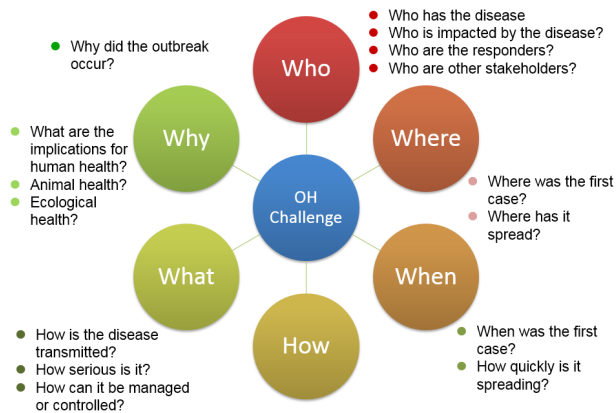 Who has the disease
Who is impacted by the disease?
Who are the responders?
Who are other stakeholders?
Why did the outbreak
occur?
Who
Why
Where
What are the
implications for
human health?
Animal health?
Ecological
health?
OH
Challenge
Where was the first
case?
Where has it
spread?
What
When
How
How is the disease
transmitted?
How serious is it?
How can it be managed
or controlled?
When was the first
case?
How quickly is it
spreading?